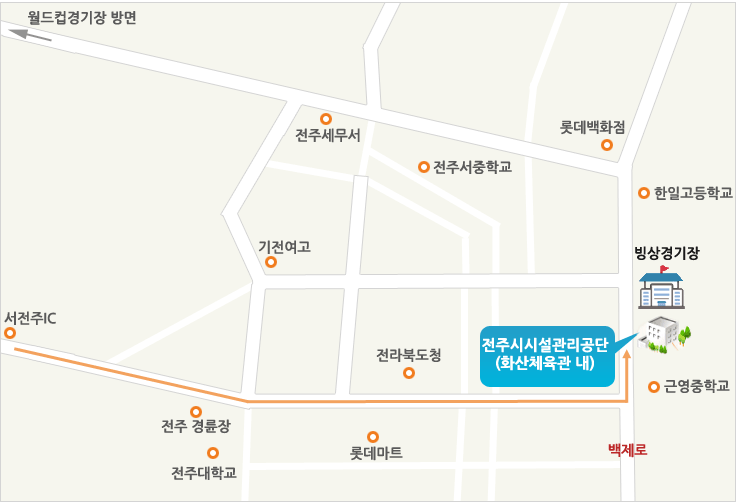 월드컵경기장 방면
전주세무서
롯데백화점
전주서중학교
한일고등학교
기전여고
빙상경기장
서전주IC
전주시시설관리공단
(화산체육관 내)
전라북도청
근영중학교
전주 경륜장
롯데마트
백제로
전주대학교